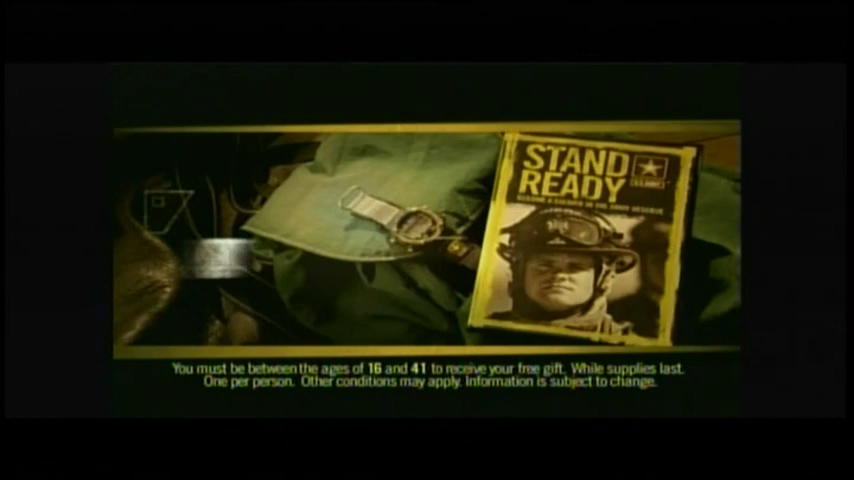 STAND
READY
You must be between the ages of 16 and 41 to receive your free gift. While supplies last.
One per person. Other conditions may apply. Information is subject to change.